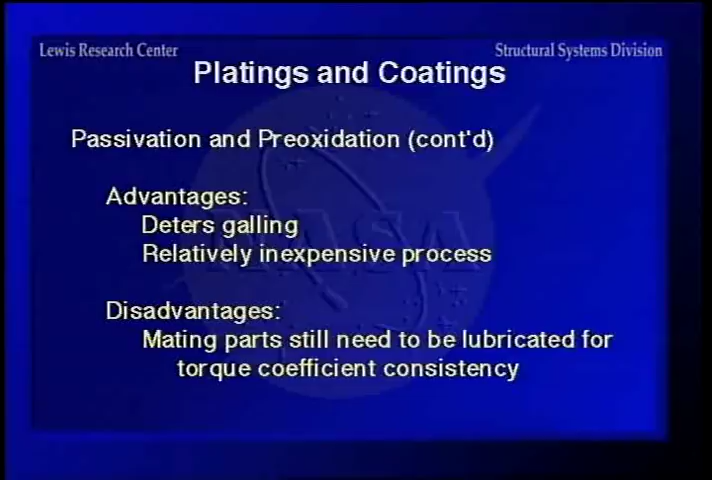 Lewis Research Center
Structural Systems Division
Platings and Coatings
Passivation and Preoxidation (cont'd)
Advantages:
Deters galling
Relatively inexpensive process
NASA
Disadvantages:
Mating parts still need to be lubricated for
torque coefficient consistency